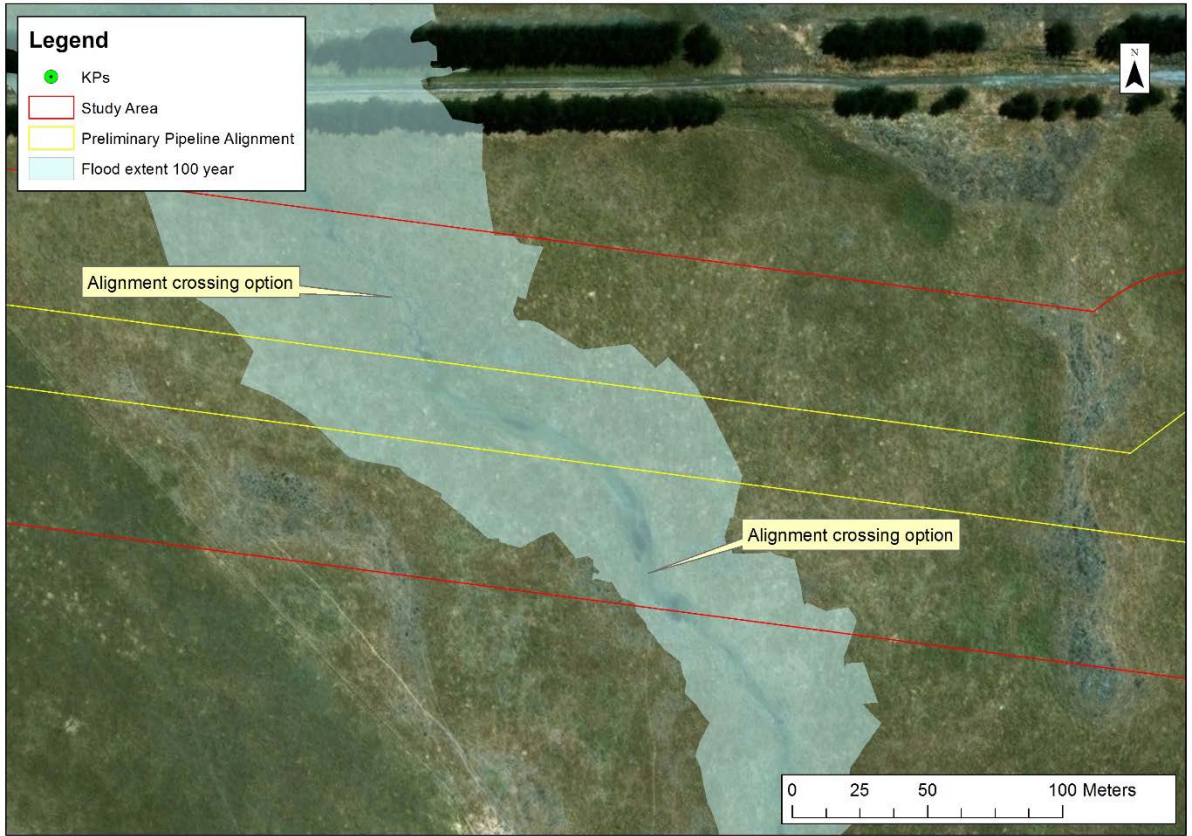 Legend
KPs
Study Area
Preliminary Pipeline Alignment
Flood extent 100 year
N
Alignment crossing option
Alignment crossing option
0 25 50 100 Meters